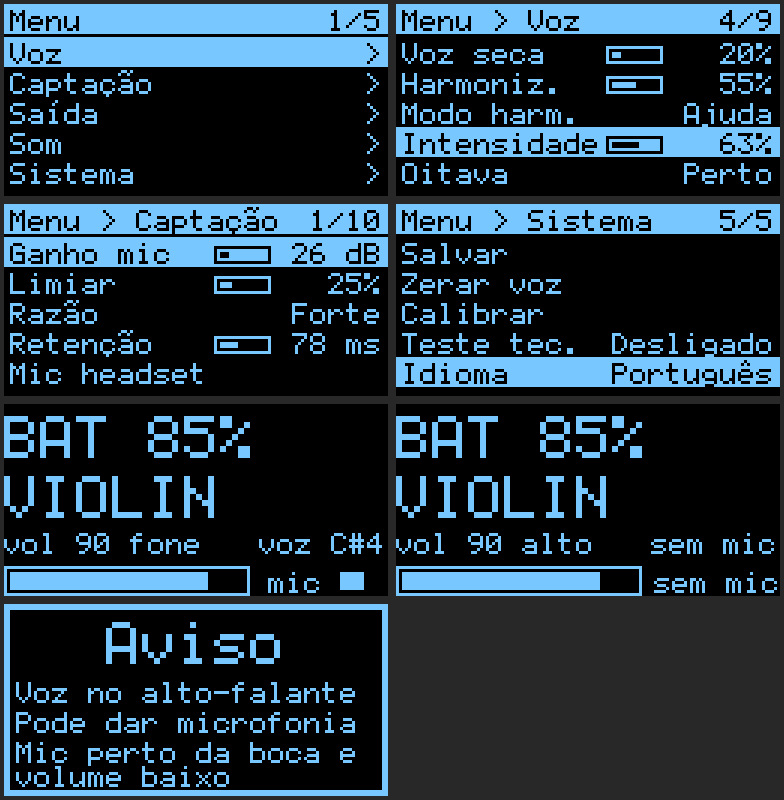 Menu 1/5
Voz >
Captação >
Saída >
Som >
Sistema >
Menu > Voz 4/9
Voz seca 20%
Harmoniz. 55%
Modo harm. Ajuda
Intensidade 63%
Oitava Perto
Menu > Captação 1/10
Ganho mic 26 dB
Limiar 25%
Razão Forte
Retenção 78 ms
Mic headset
Menu > Sistema 5/5
Salvar
Zerar voz
Calibrar
Teste tec. Desligado
Idioma Português
BAT 85%
VIOLIN
vol 90 fone voz C#4
mic
BAT 85%
VIOLIN
vol 90 alto sem mic
sem mic
Aviso
Voz no alto-falante
Pode dar microfonia
Mic perto da boca e
volume baixo